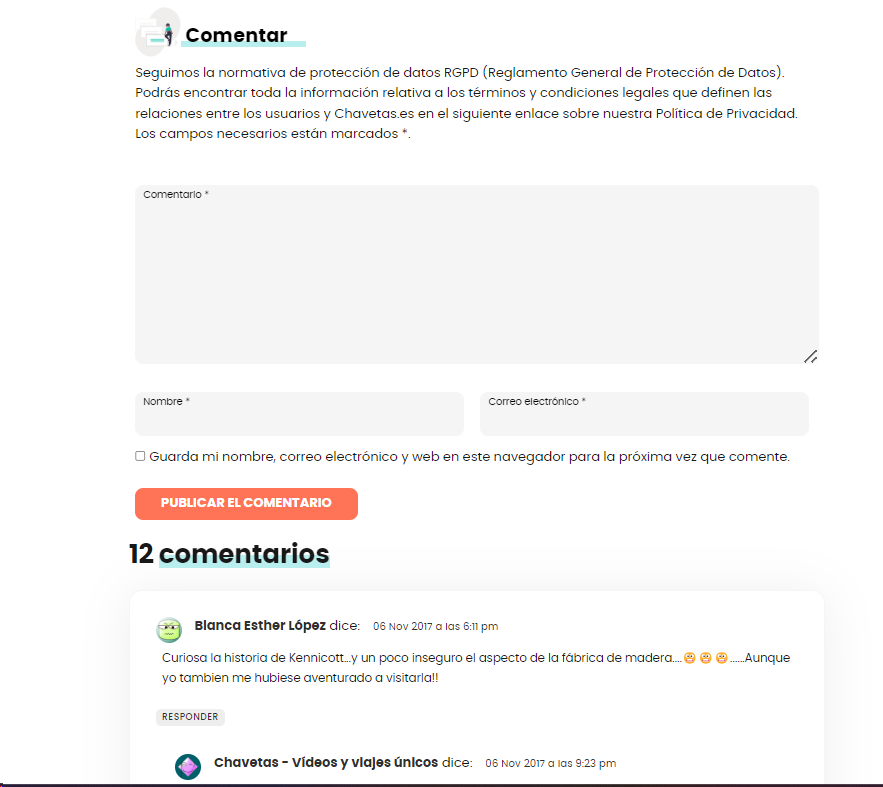 Comentar
Seguimos la normativa de protección de datos RGPD (Reglamento General de Protección de Datos).
Podrás encontrar toda la información relativa a los términos y condiciones legales que definen las
relaciones entre los usuarios y Chavetas.es en el siguiente enlace sobre nuestra Política de Privacidad.
Los campos necesarios están marcados *.
Comentario *
Nombre *
Correo electrónico *
Guarda mi nombre, correo electrónico y web en este navegador para la próxima vez que comente.
PUBLICAR EL COMENTARIO
12 comentarios
Blanca Esther López dice: 06 Nov 2017 a las 6:11 pm
Curiosa la historia de Kennicott...y un poco inseguro el aspecto de la fábrica de madera....😬😬😬......Aunque
yo tambien me hubiese aventurado a visitarla!!
RESPONDER
Chavetas - Vídeos y viajes únicos dice: 06 Nov 2017 a las 9:23 pm